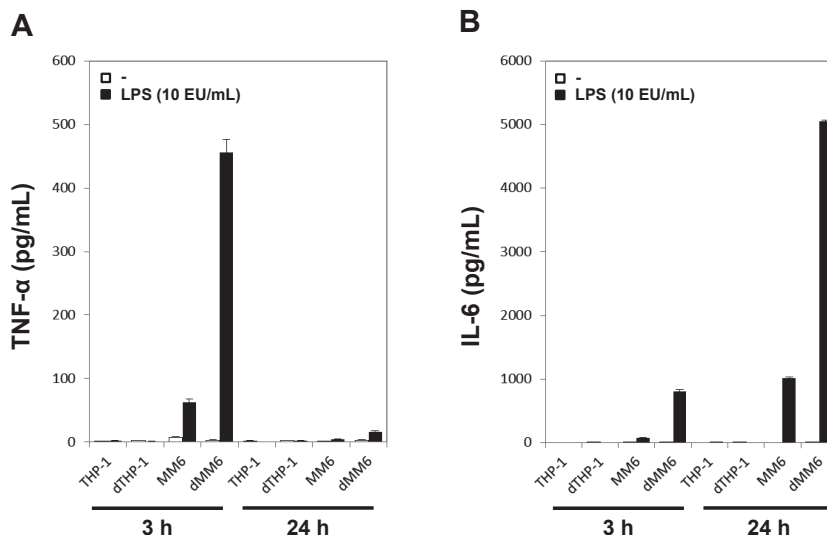 A
600
500
400
300
200
100
0
TNF-α (pg/mL)
-
LPS (10 EU/mL)
THP-1
dTHP-1
MM6
dMM6
THP-1
dTHP-1
MM6
dMM6
3 h
24 h
B
6000
5000
4000
3000
2000
1000
0
IL-6 (pg/mL)
-
LPS (10 EU/mL)
THP-1
dTHP-1
MM6
dMM6
THP-1
dTHP-1
MM6
dMM6
3 h
24 h